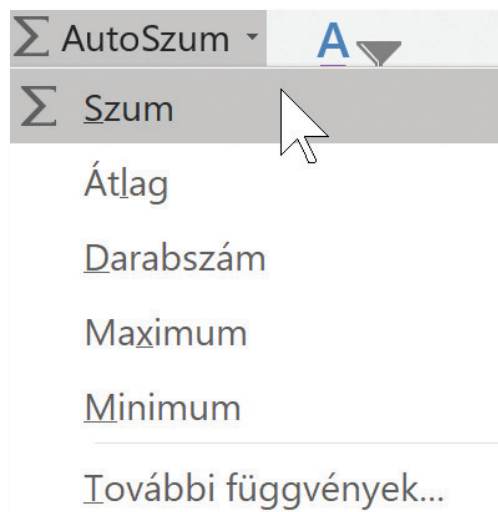 ∑ AutoSzum
A
∑ Szum
Átlag
Darabszám
Maximum
Minimum
További függvények...